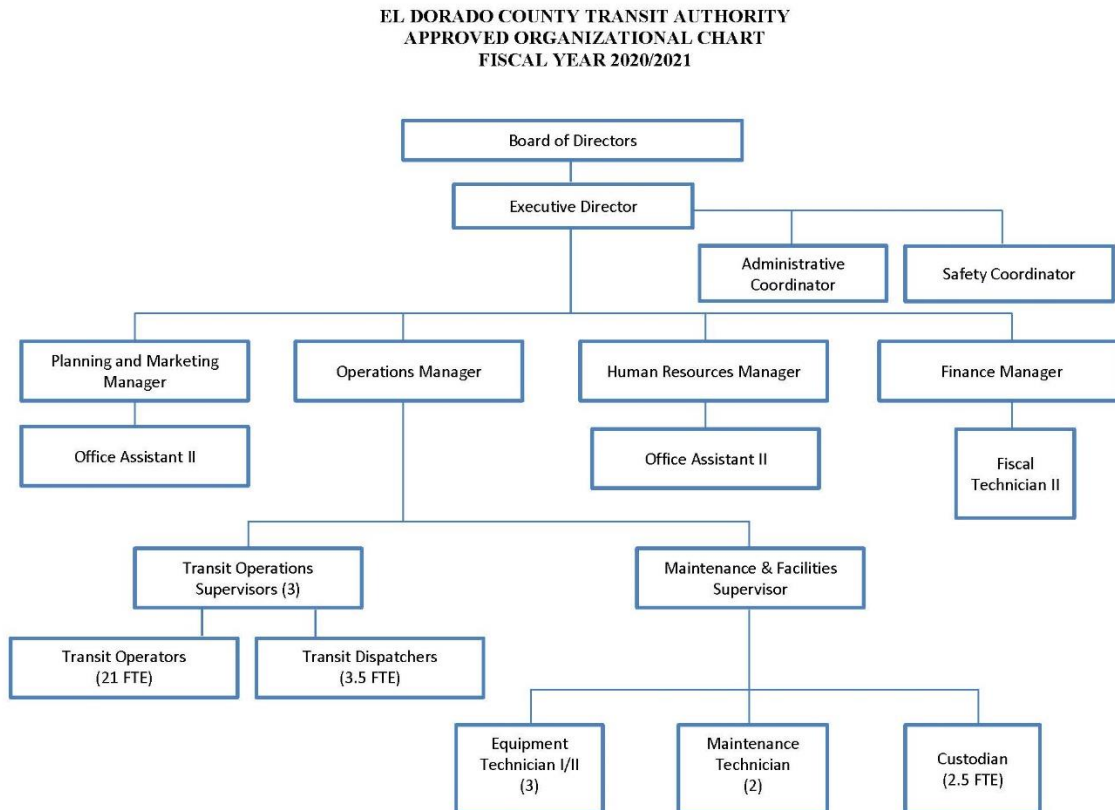 EL DORADO COUNTY TRANSIT AUTHORITY
APPROVED ORGANIZATIONAL CHART
FISCAL YEAR 2020/2021
Board of Directors
Executive Director
Administrative
Coordinator
Safety Coordinator
Planning and Marketing
Manager
Operations Manager
Human Resources Manager
Finance Manager
Office Assistant II
Office Assistant II
Fiscal
Technician II
Transit Operations
Supervisors (3)
Maintenance & Facilities
Supervisor
Transit Operators
(21 FTE)
Transit Dispatchers
(3.5 FTE)
Equipment
Technician I/II
(3)
Maintenance
Technician
(2)
Custodian
(2.5 FTE)